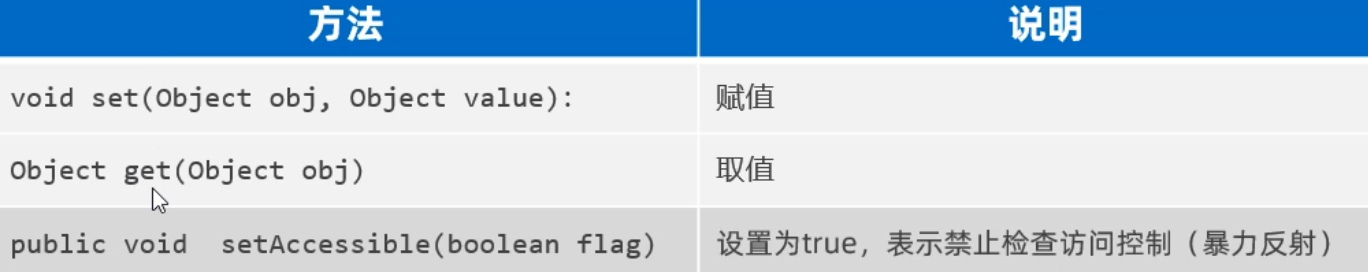 方法 说明
void set(Object obj, Object value): 赋值
Object get(Object obj) 取值
public void  setAccessible(boolean flag) 设置为true，表示禁止检查访问控制（暴力反射）